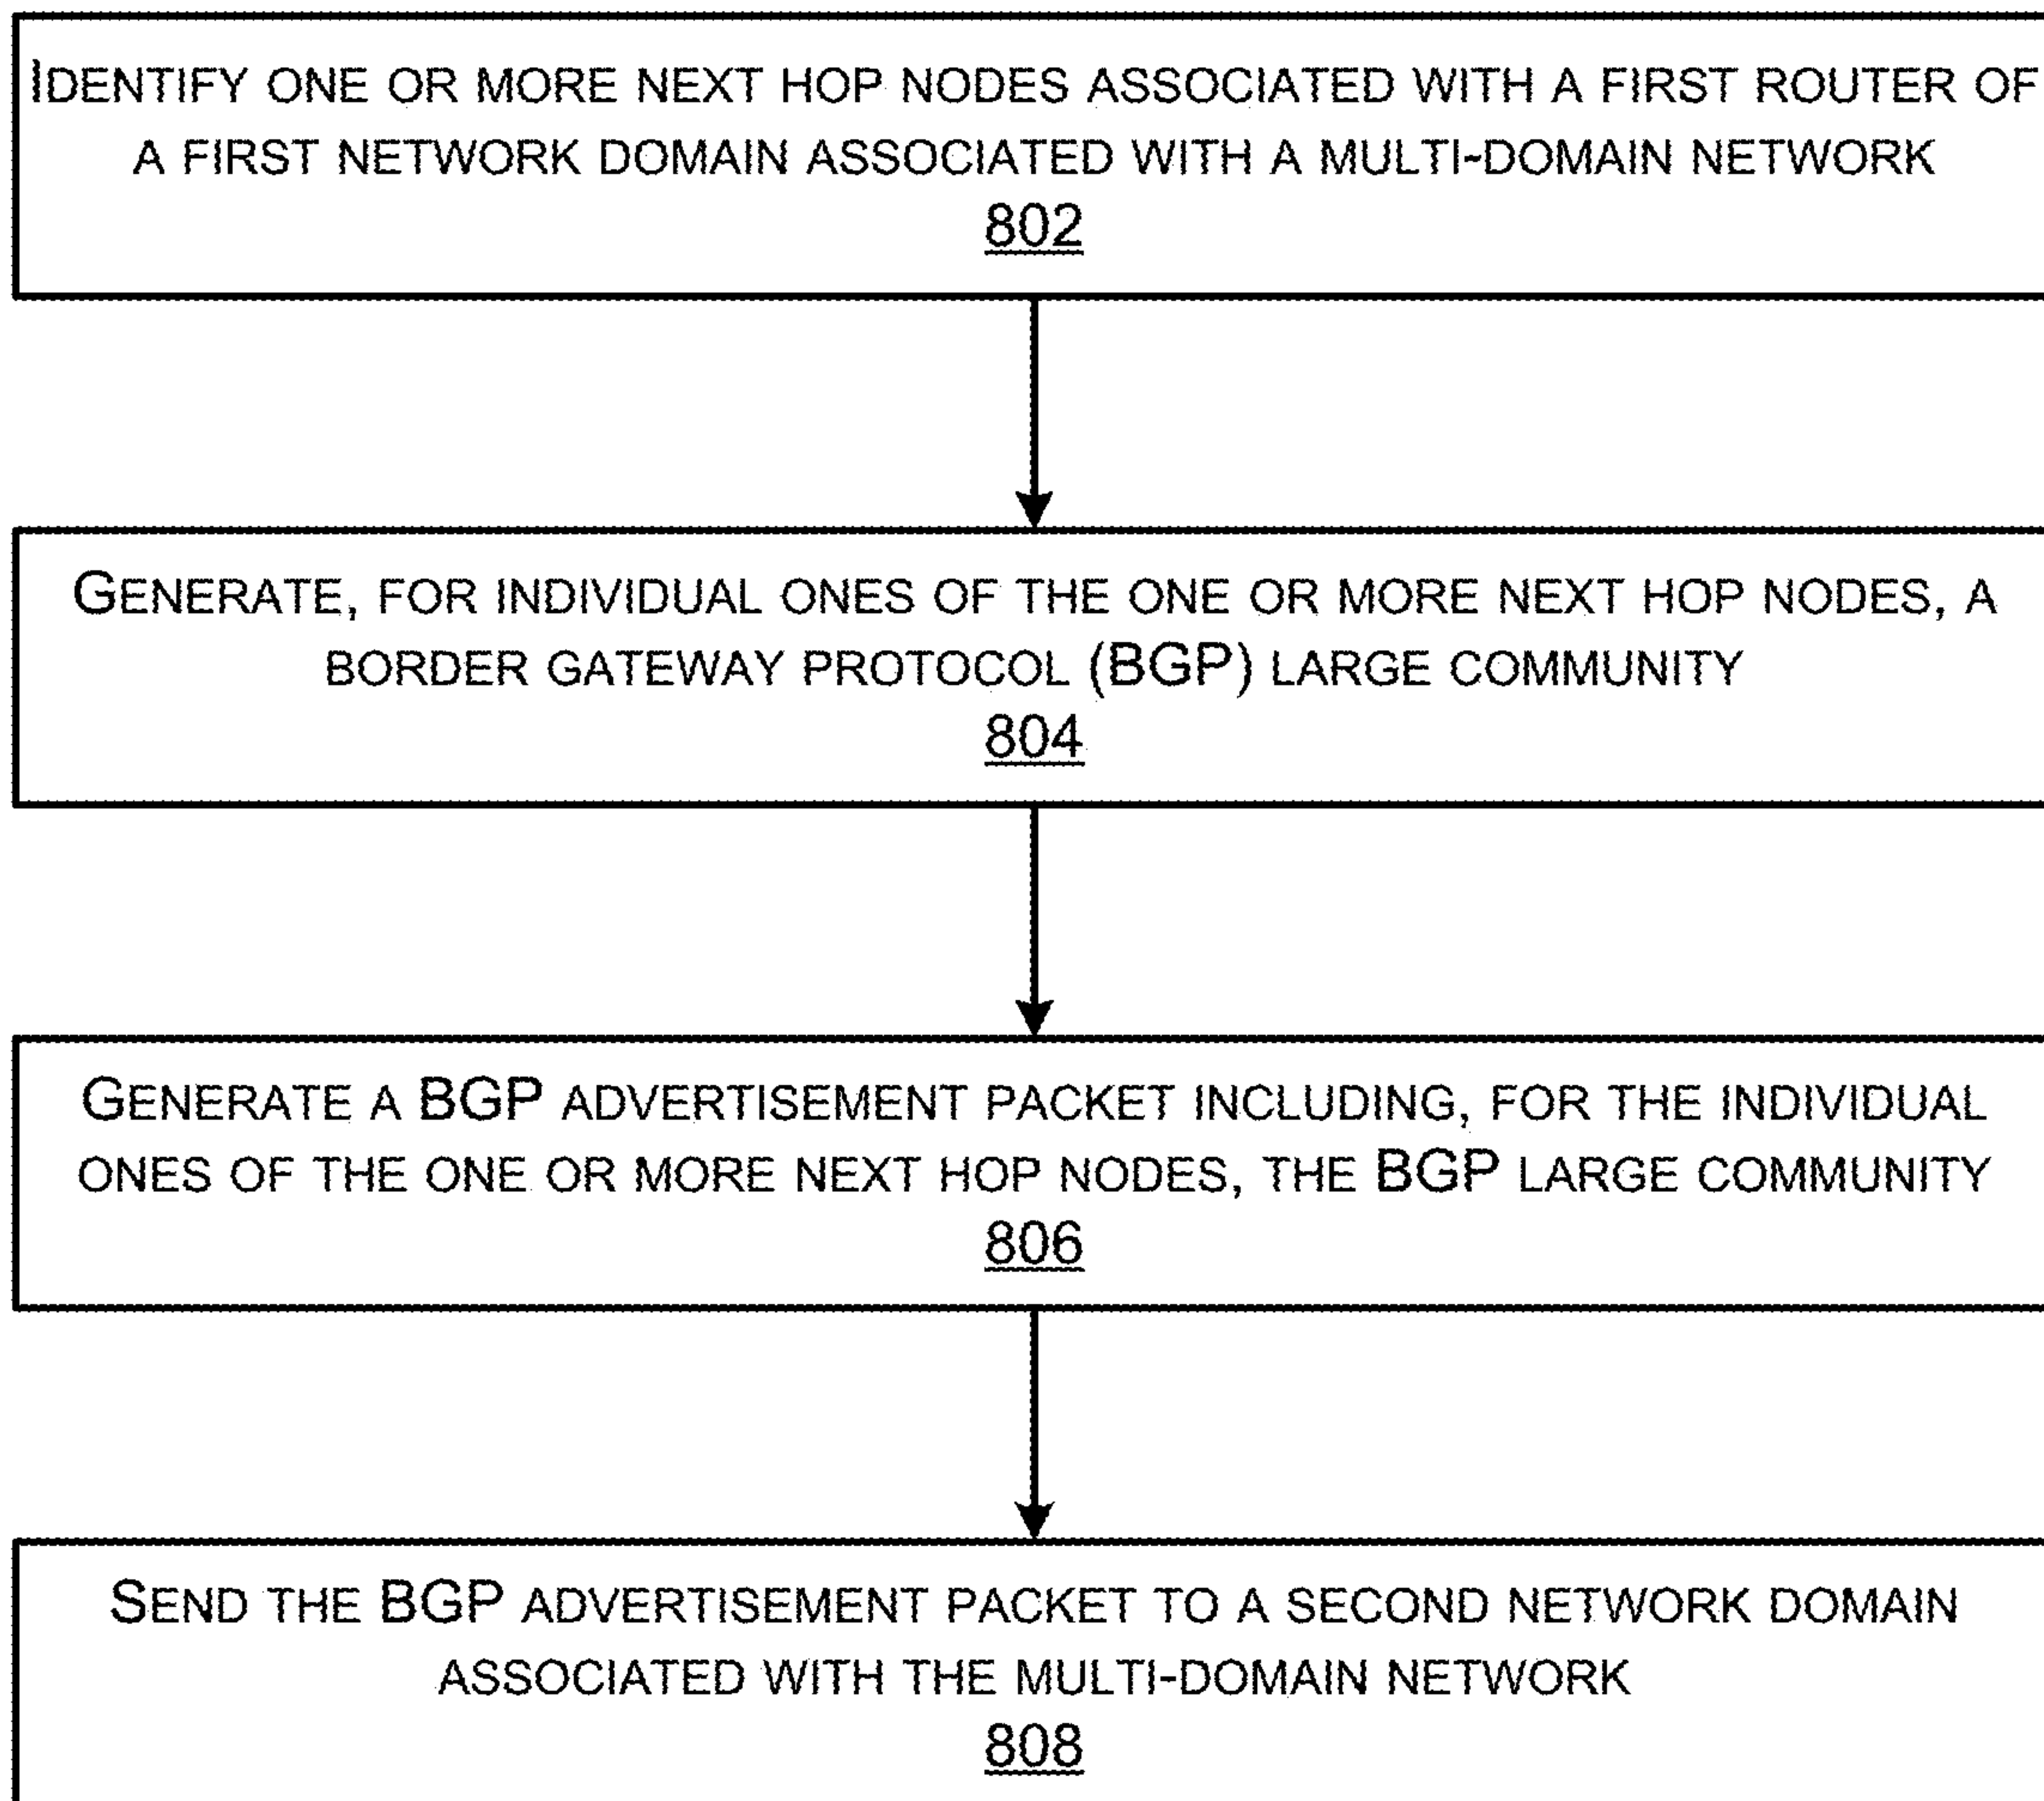 IDENTIFY ONE OR MORE NEXT HOP NODES ASSOCIATED WITH A FIRST ROUTER OF
A FIRST NETWORK DOMAIN ASSOCIATED WITH A MULTI-DOMAIN NETWORK
802
GENERATE, FOR INDIVIDUAL ONES OF THE ONE OR MORE NEXT HOP NODES, A
BORDER GATEWAY PROTOCOL (BGP) LARGE COMMUNITY
804
GENERATE A BGP ADVERTISEMENT PACKET INCLUDING, FOR THE INDIVIDUAL
ONES OF THE ONE OR MORE NEXT HOP NODES, THE BGP LARGE COMMUNITY
806
SEND THE BGP ADVERTISEMENT PACKET TO A SECOND NETWORK DOMAIN
ASSOCIATED WITH THE MULTI-DOMAIN NETWORK
808